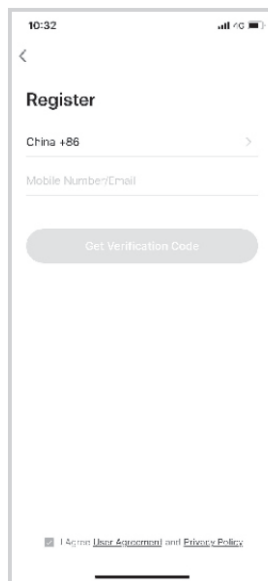 10:32
4G
Register
China +86
Mobile Number/Email
Get Verification Code
I Agree User Agreement and Privacy Policy